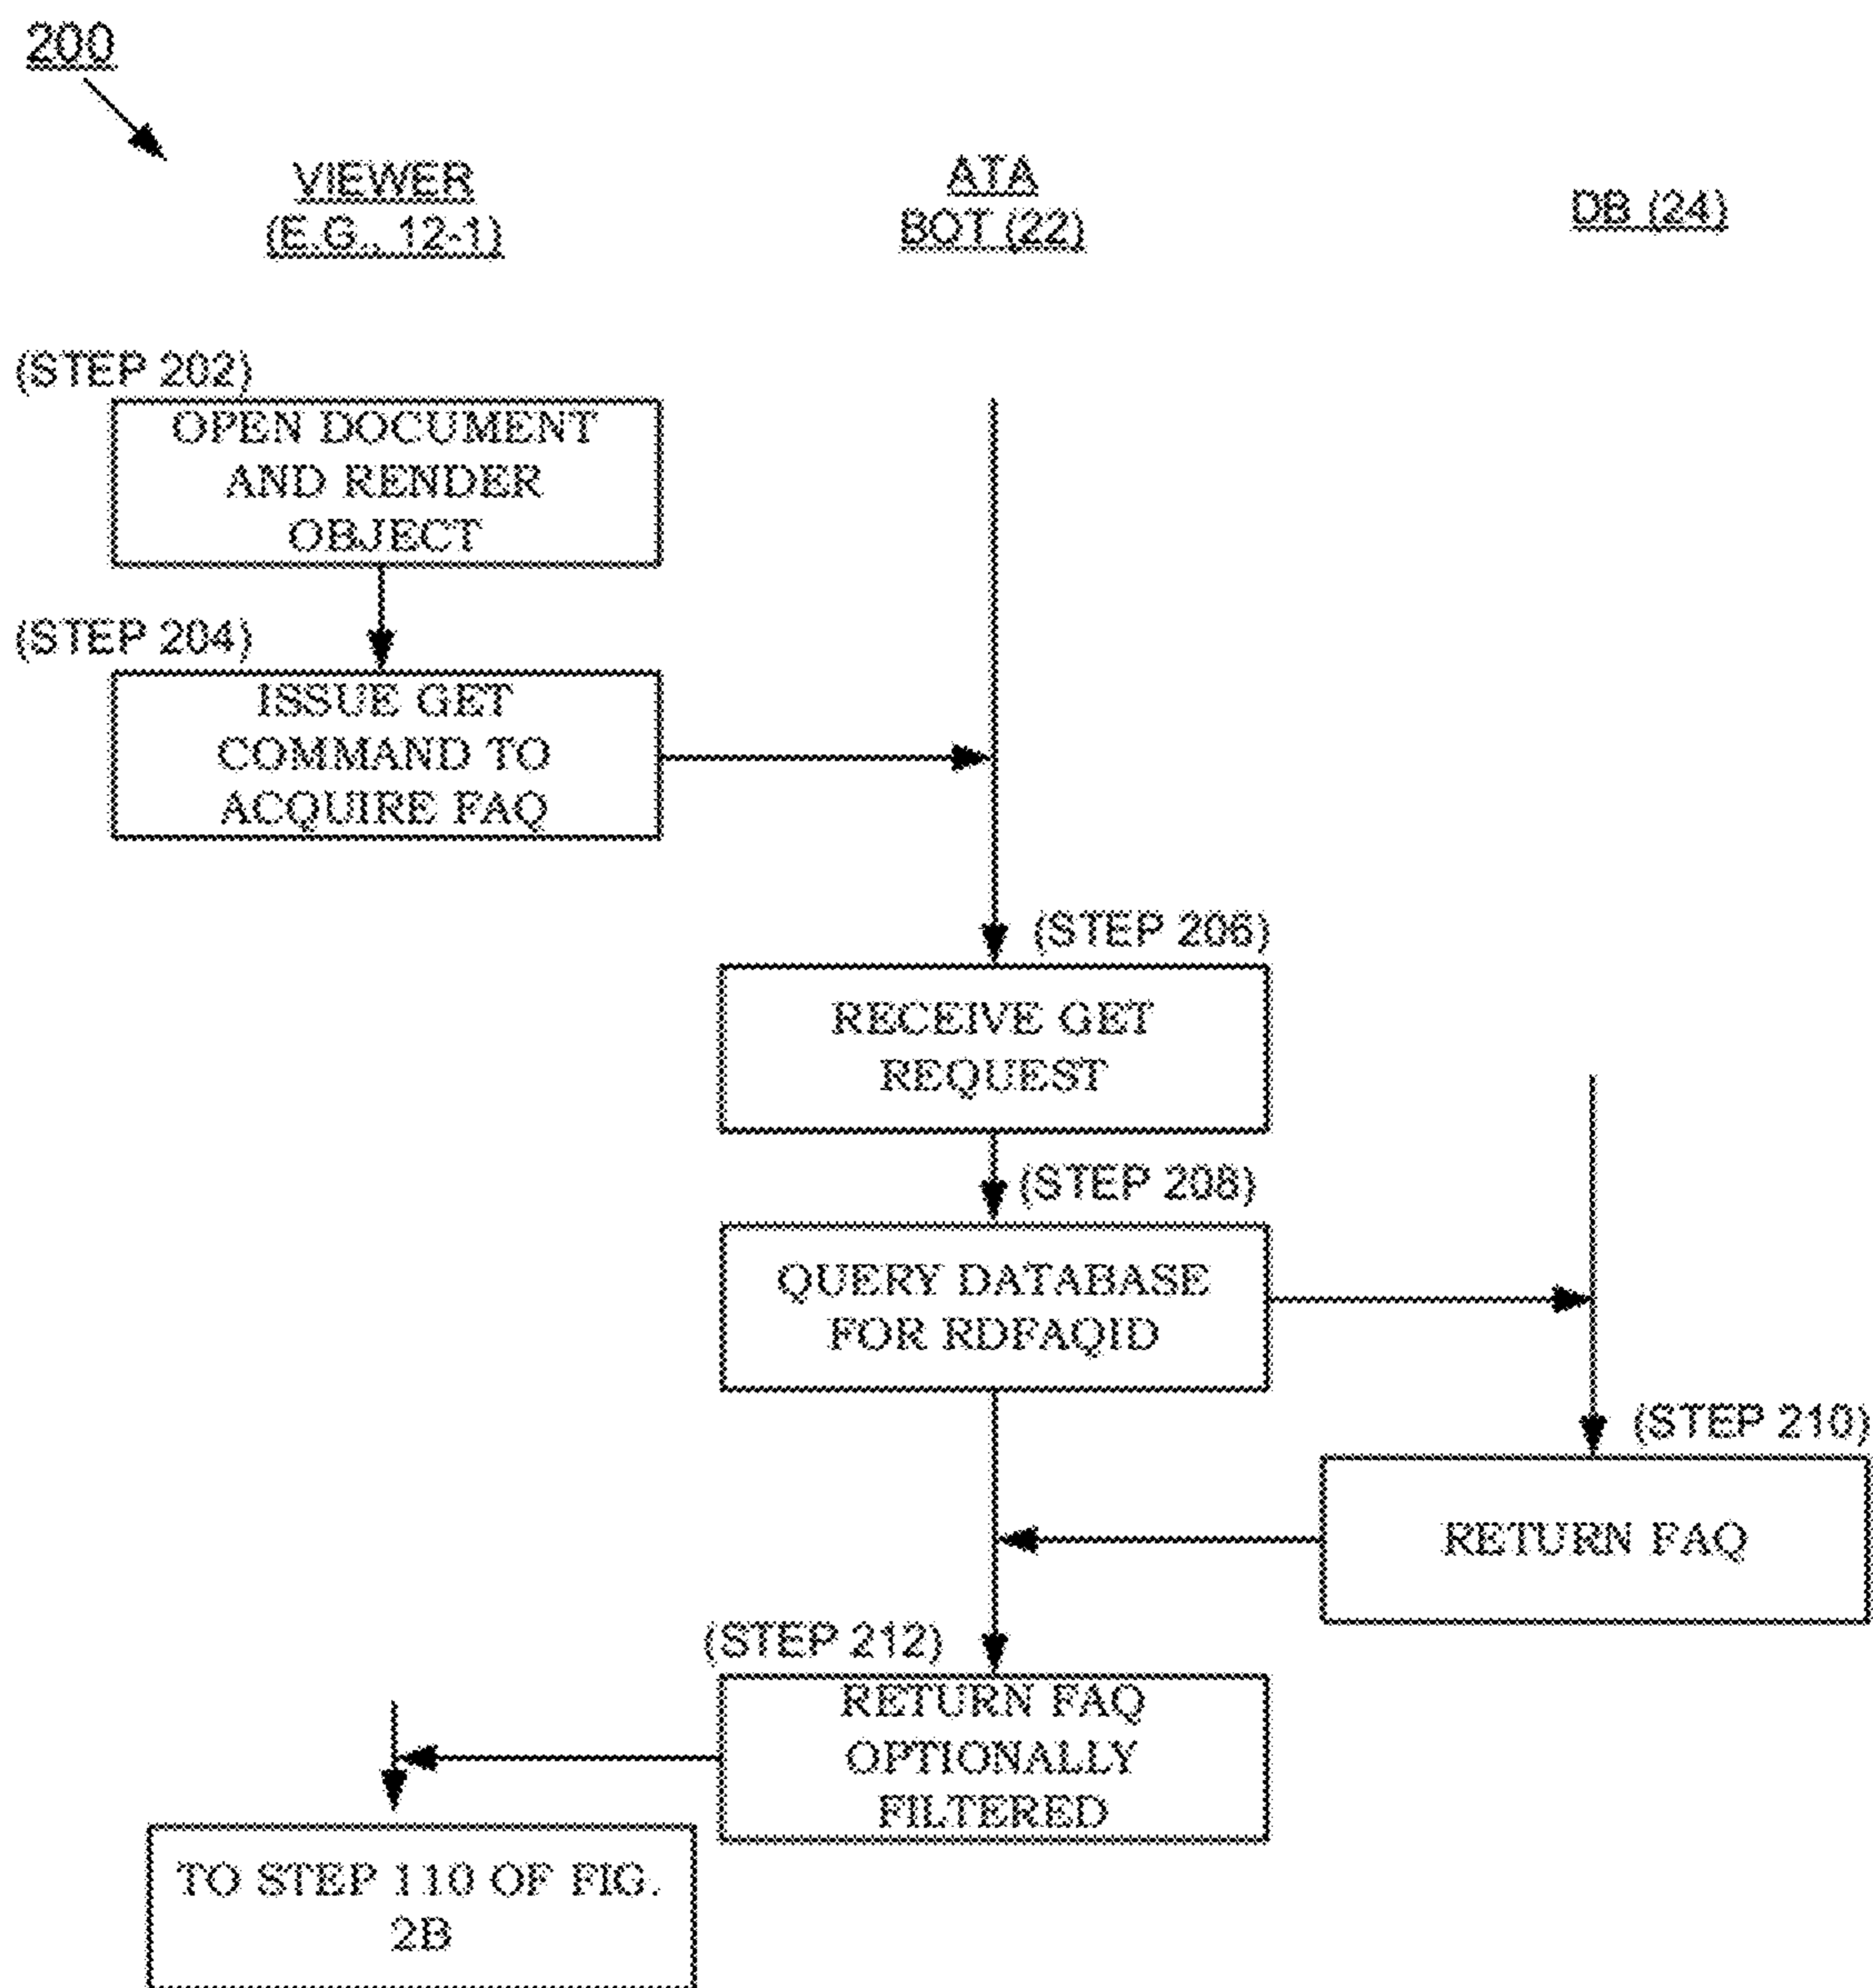 200
VIEWER
(E.G., 12-1)
ATA
BOT (22)
DB (24)
(STEP 202)
OPEN DOCUMENT
AND RENDER
OBJECT
(STEP 204)
ISSUE GET
COMMAND TO
ACQUIRE FAQ
(STEP 206)
RECEIVE GET
REQUEST
(STEP 208)
QUERY DATABASE
FOR RDFAQID
(STEP 210)
RETURN FAQ
(STEP 212)
RETURN FAQ
OPTIONALLY
FILTERED
TO STEP 110 OF FIG.
2B